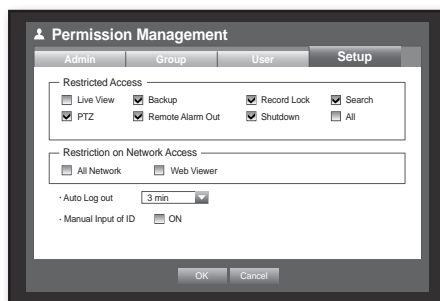 Permission Management
Admin Group User Setup
Restricted Access
Live View Backup Record Lock Search
PTZ Remote Alarm Out Shutdown All
Restriction on Network Access
All Network Web Viewer
· Auto Log out 3 min
· Manual Input of ID ON
OK Cancel